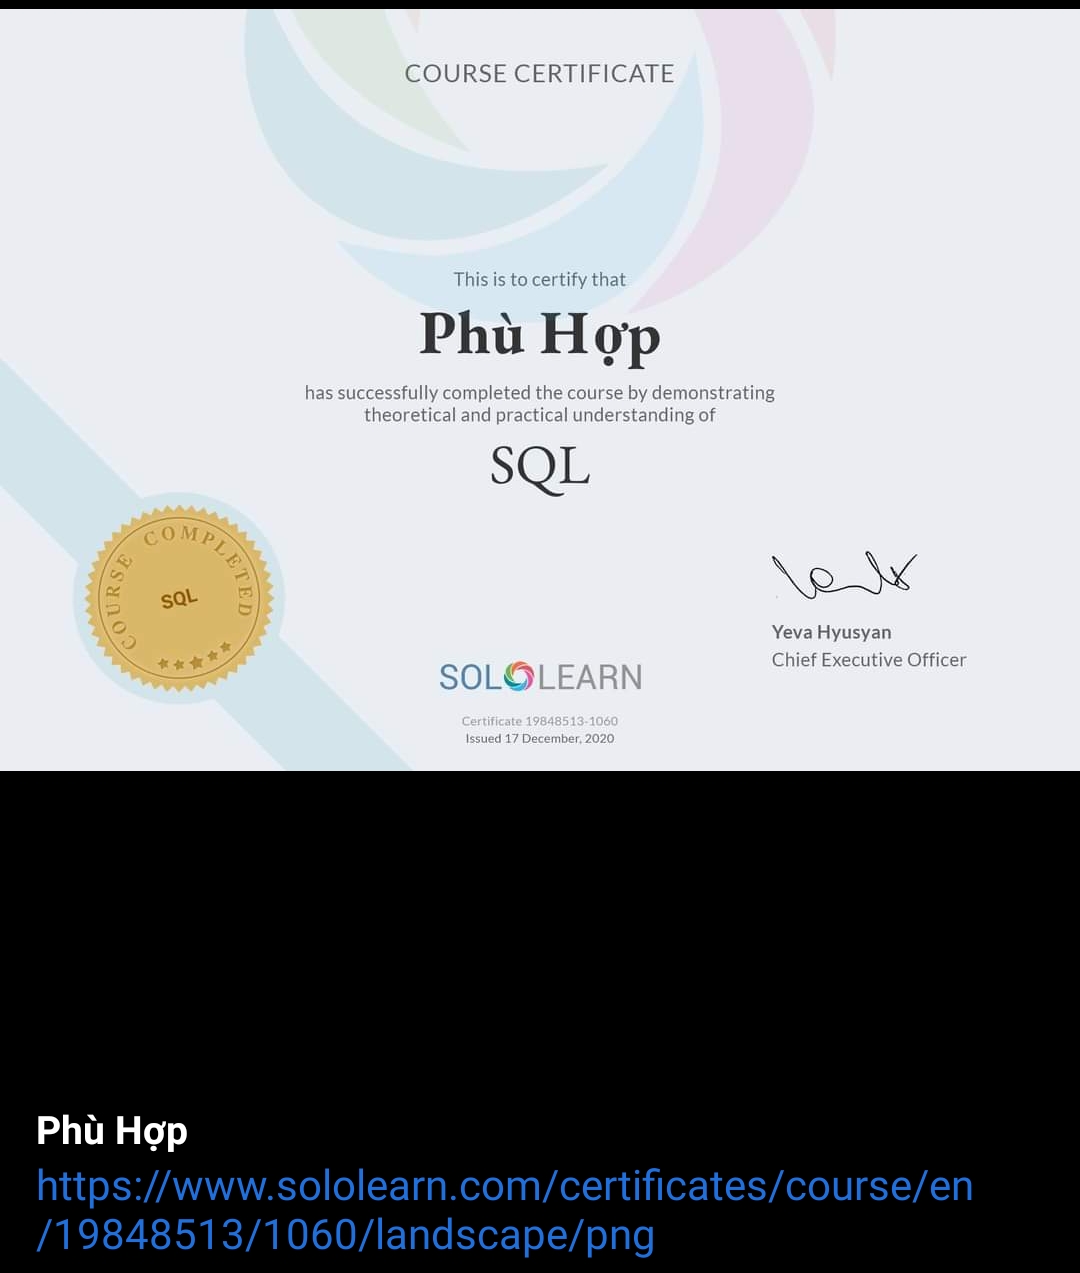 COURSE CERTIFICATE
This is to certify that
Phù Hợp
has successfully completed the course by demonstrating
theoretical and practical understanding of
SQL
COURSE COMPLETED
SQL
Yeva Hyusyan
Chief Executive Officer
SOLOLEARN
Certificate 19848513-1060
Issued 17 December, 2020
Phù Hợp
https://www.sololearn.com/certificates/course/en
/19848513/1060/landscape/png